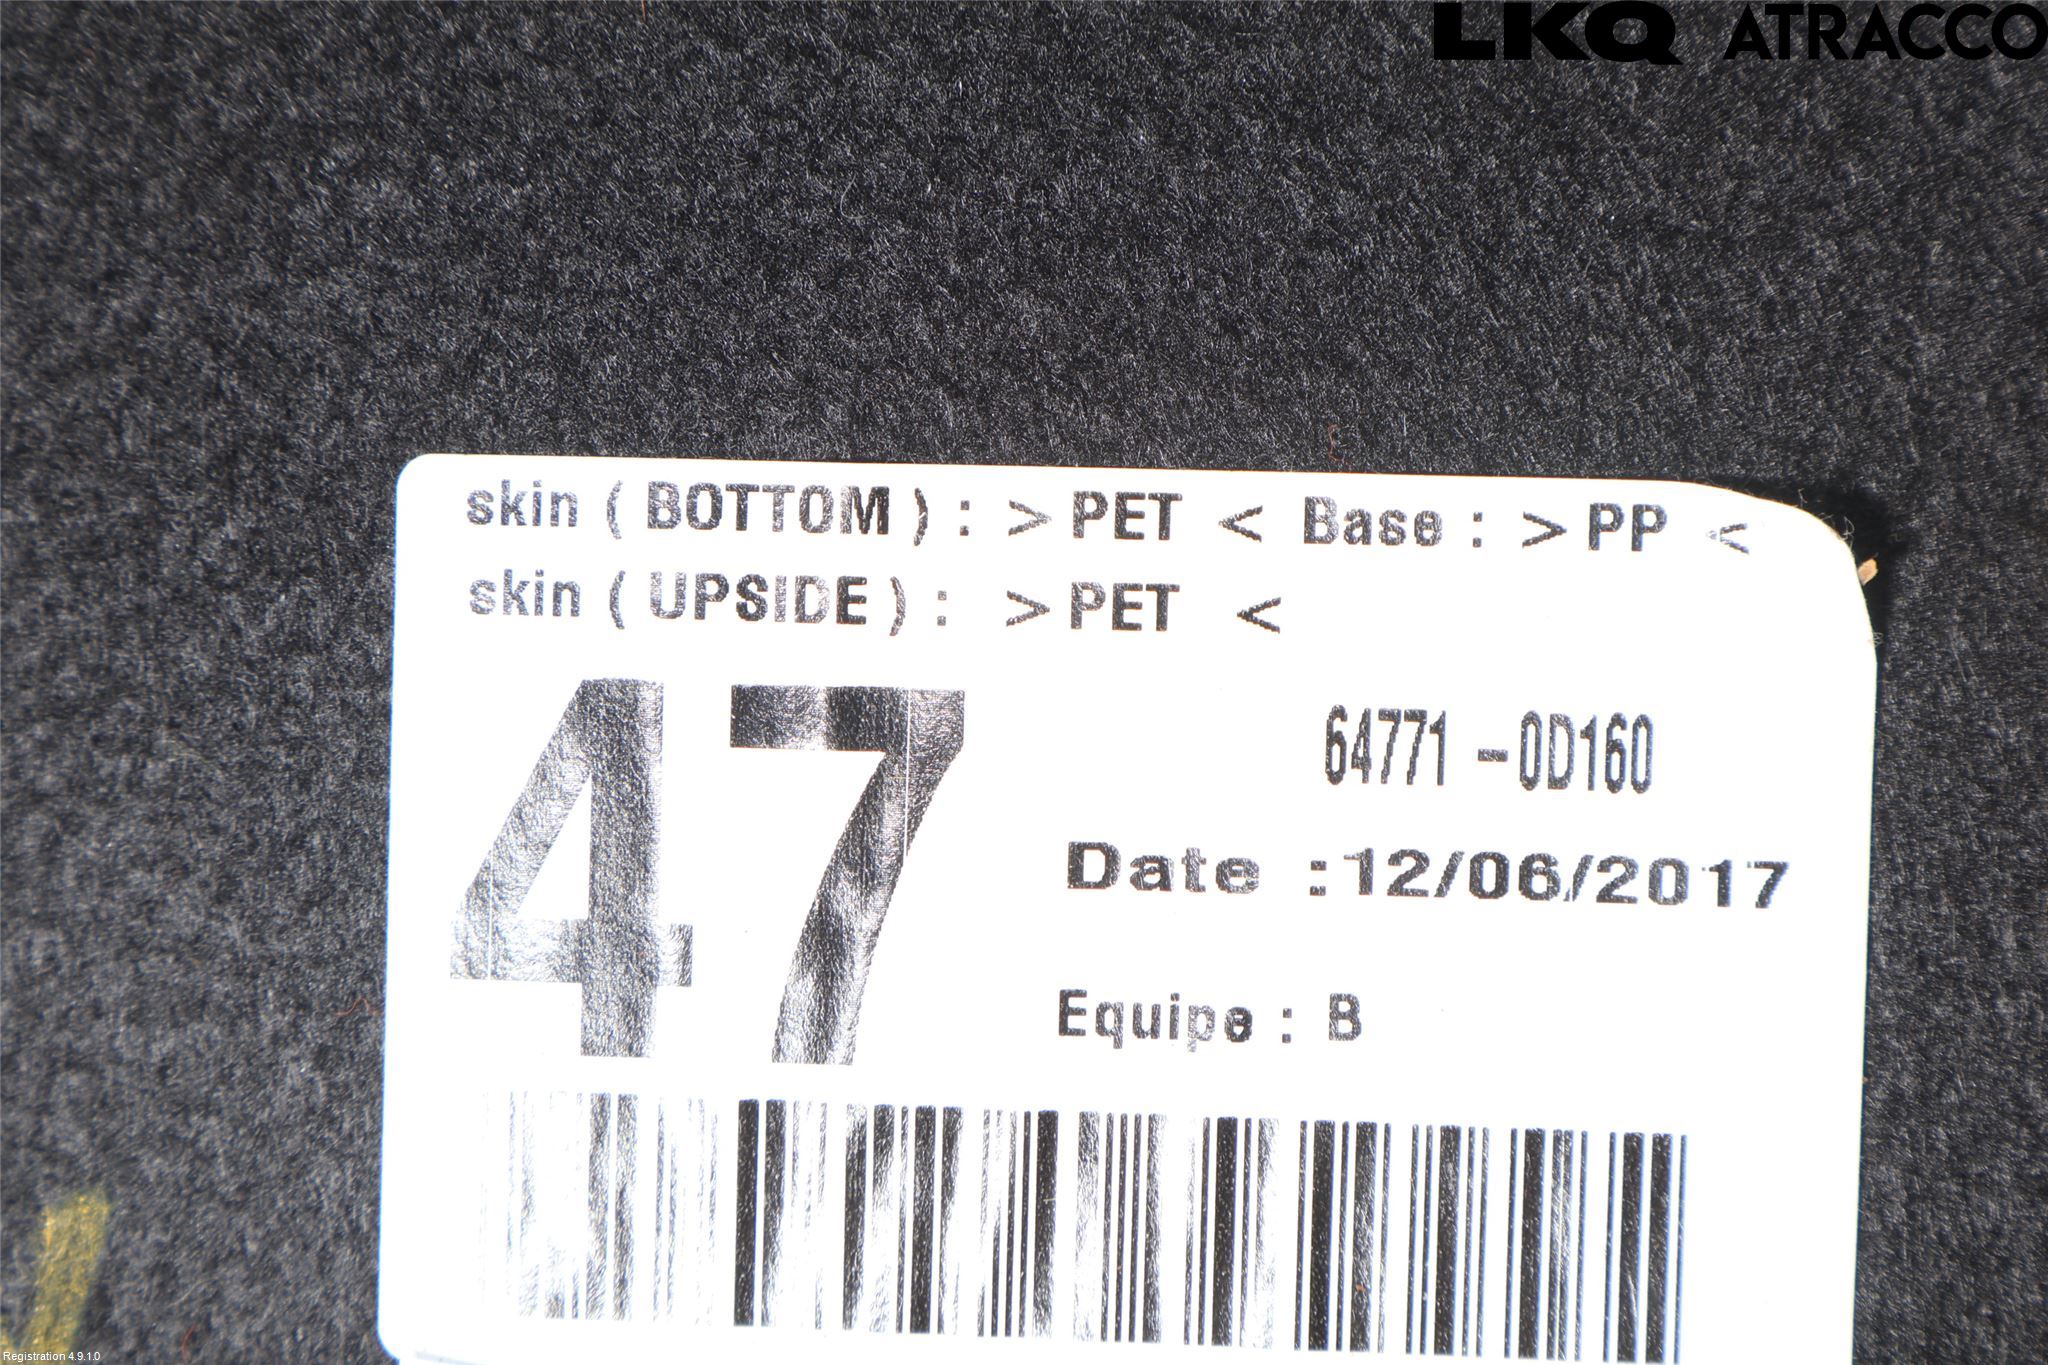 LKQ ATRACCO
skin ( BOTTOM ) : > PET < Base : > PP <
skin ( UPSIDE ) : > PET <
47
64771 -0D160
Date :12/06/2017
Equipe : B
Registration 4.9.1.0